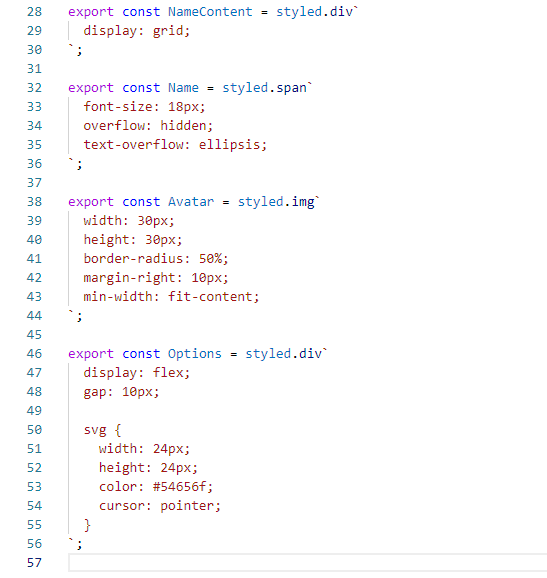 28 export const NameContent = styled.div`
29   display: grid;
30 `;
31
32 export const Name = styled.span`
33   font-size: 18px;
34   overflow: hidden;
35   text-overflow: ellipsis;
36 `;
37
38 export const Avatar = styled.img`
39   width: 30px;
40   height: 30px;
41   border-radius: 50%;
42   margin-right: 10px;
43   min-width: fit-content;
44 `;
45
46 export const Options = styled.div`
47   display: flex;
48   gap: 10px;
49
50   svg {
51     width: 24px;
52     height: 24px;
53     color: #54656f;
54     cursor: pointer;
55   }
56 `;
57